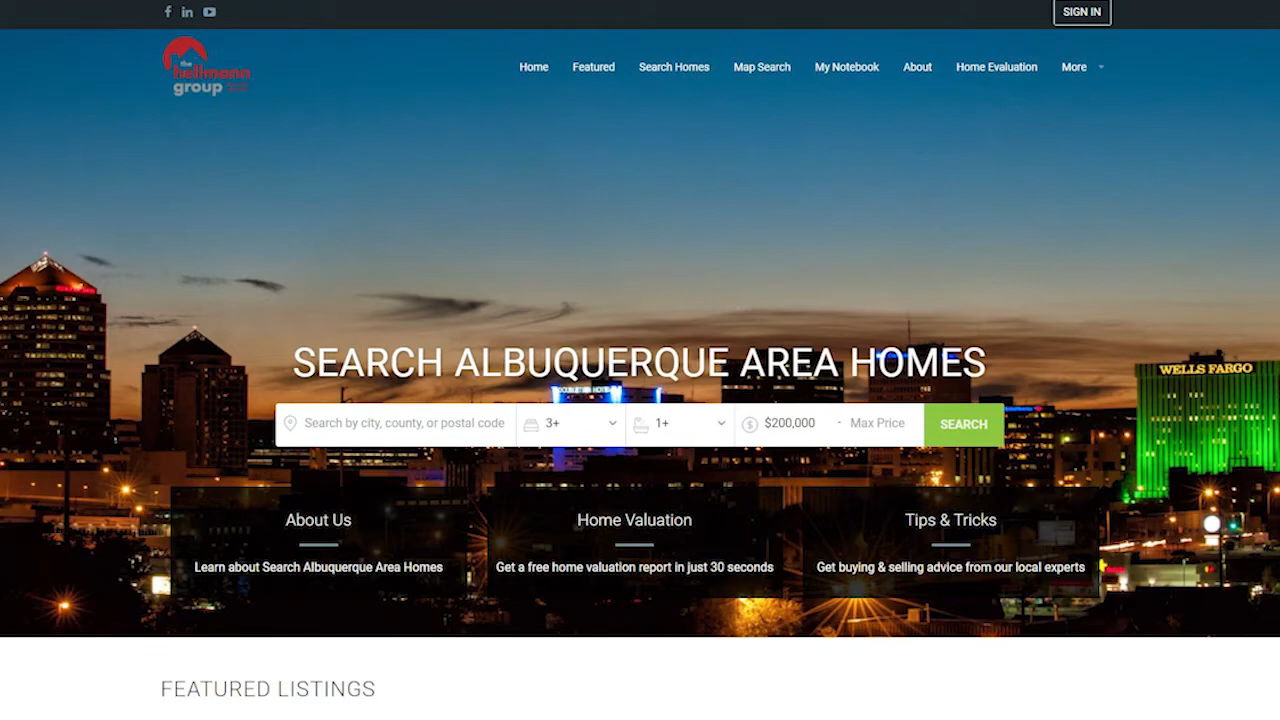 SIGN IN
the
hellmann
group
Home Featured Search Homes Map Search My Notebook About Home Evaluation More
SEARCH ALBUQUERQUE AREA HOMES
WELLS FARGO
Search by city, county, or postal code 3+ 1+ $200,000 - Max Price SEARCH
About Us Home Valuation Tips & Tricks
Learn about Search Albuquerque Area Homes Get a free home valuation report in just 30 seconds Get buying & selling advice from our local experts
FEATURED LISTINGS